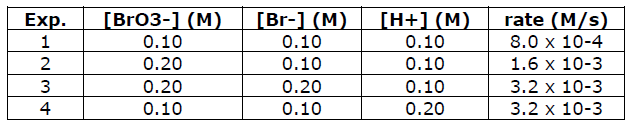 Exp. [BrO3-] (M) [Br-] (M) [H+] (M) rate (M/s)
1 0.10 0.10 0.10 8.0 x 10-4
2 0.20 0.10 0.10 1.6 x 10-3
3 0.20 0.20 0.10 3.2 x 10-3
4 0.10 0.10 0.20 3.2 x 10-3